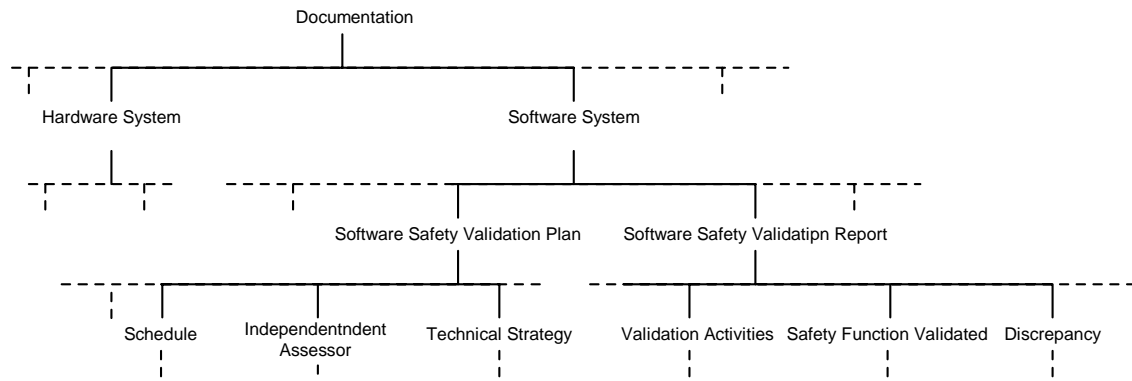 Documentation
Hardware System
Software System
Software Safety Validation Plan
Software Safety Validatipn Report
Schedule
Independentndent
Assessor
Technical Strategy
Validation Activities
Safety Function Validated
Discrepancy